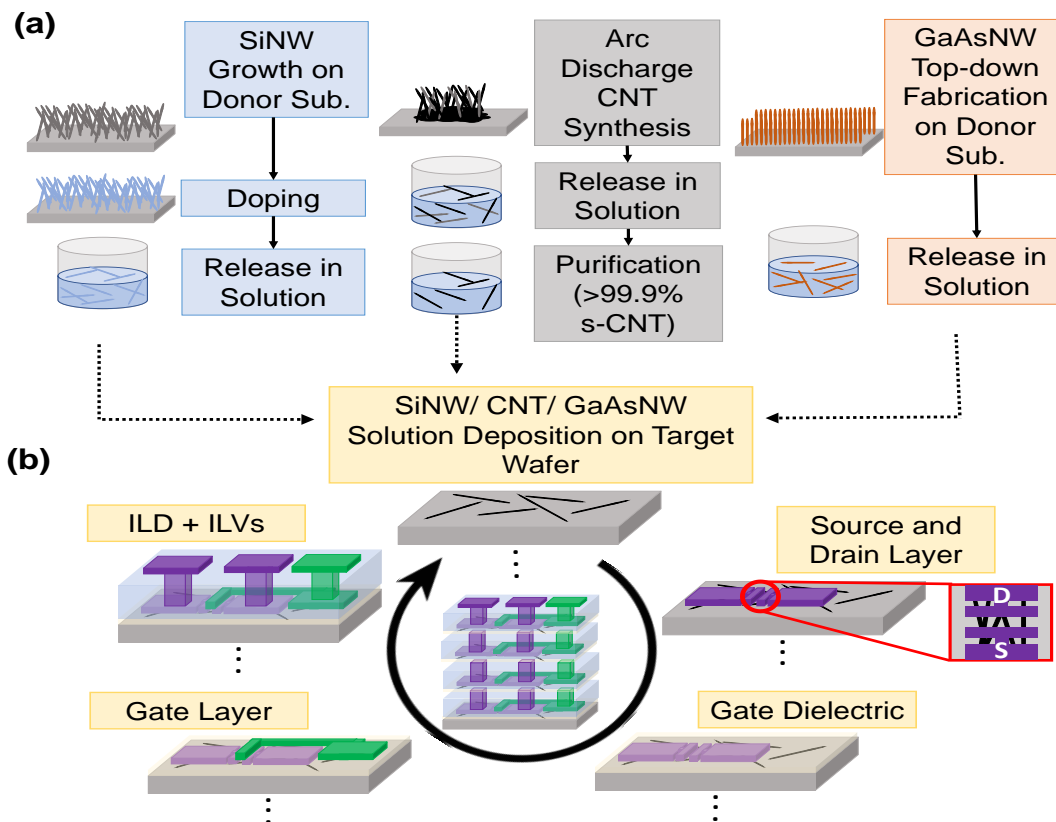 (a)
SiNW
Growth on
Donor Sub.
Doping
Release in
Solution
Arc
Discharge
CNT
Synthesis
Release in
Solution
Purification
(>99.9%
s-CNT)
GaAsNW
Top-down
Fabrication
on Donor
Sub.
Release in
Solution
SiNW/ CNT/ GaAsNW
Solution Deposition on Target
Wafer
(b)
ILD + ILVs
Source and
Drain Layer
D
S
Gate Layer
Gate Dielectric